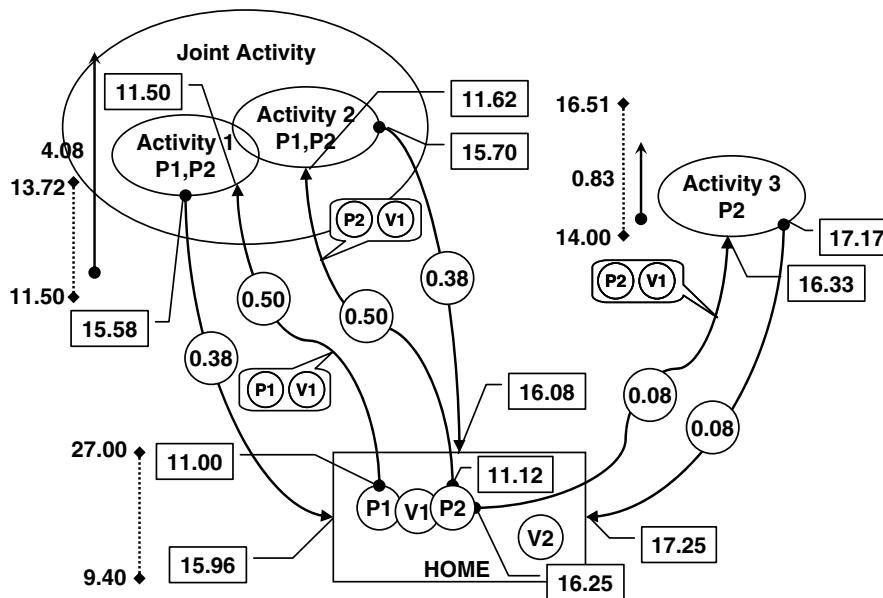 Joint Activity
11.50
Activity 2
P1,P2
11.62
16.51
Activity 1
P1,P2
15.70
4.08
13.72
0.83
Activity 3
P2
P2 V1
14.00
17.17
11.50
0.50
0.38
P2 V1
16.33
15.58
0.50
0.38
P1 V1
16.08
0.08
0.08
27.00
11.00
11.12
P1
V1
P2
V2
15.96
17.25
9.40
HOME
16.25